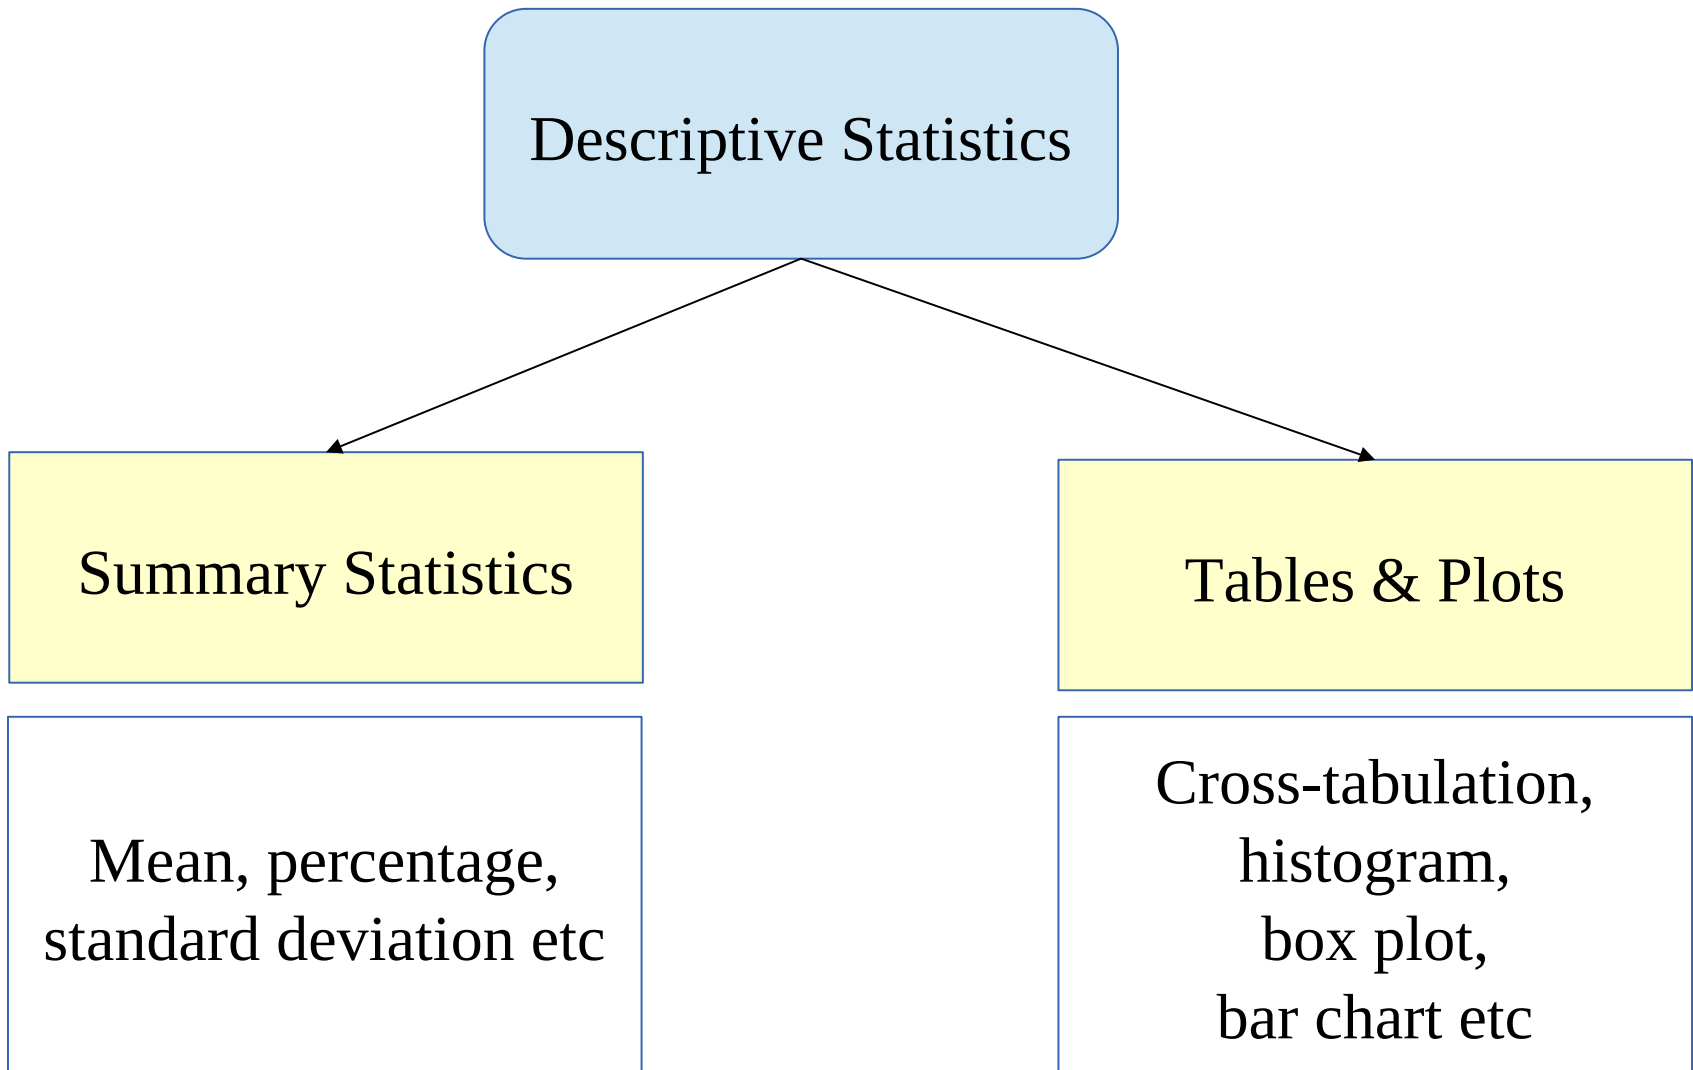 Descriptive Statistics
Summary Statistics
Tables & Plots
Mean, percentage,
standard deviation etc
Cross-tabulation,
histogram,
box plot,
bar chart etc